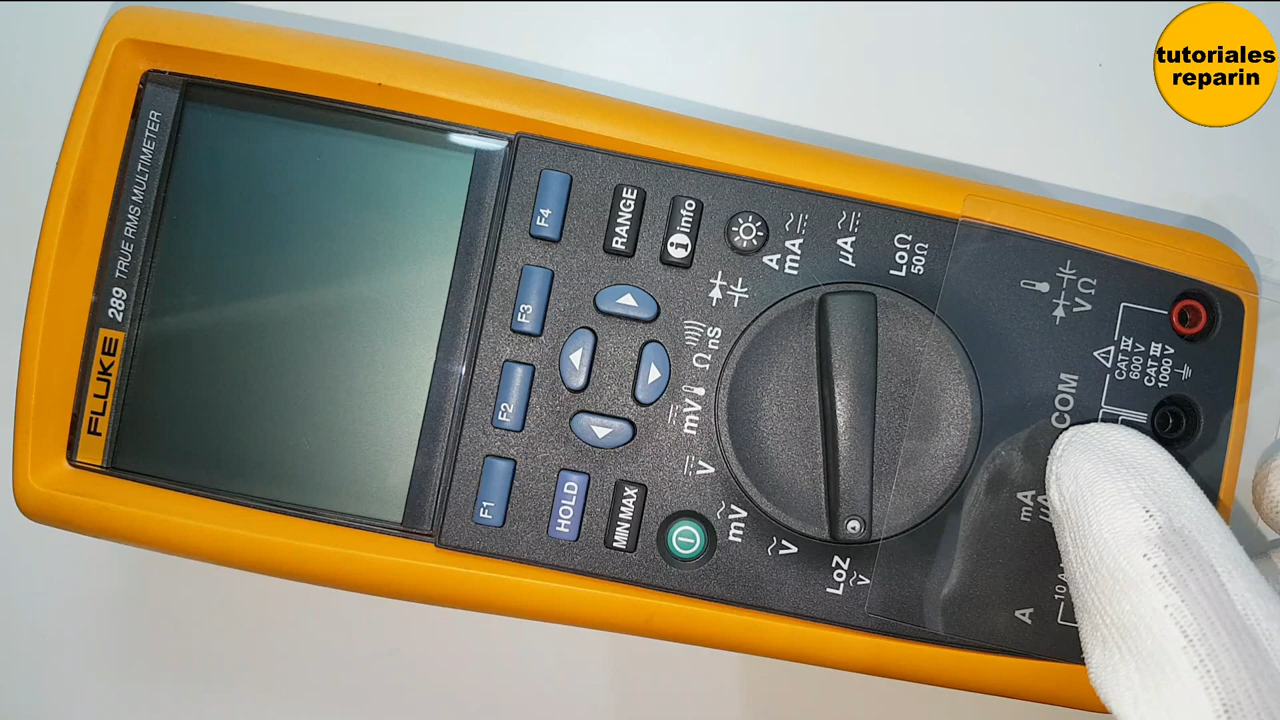 tutoriales
reparin
FLUKE 289 TRUE RMS MULTIMETER
F1
F2
F3
F4
HOLD
MIN MAX
RANGE
i info
LoZ
Ṽ
Ṽ
mV
V
mV
Ω nS
A
mA
µA
LoΩ
50Ω
VΩ
CAT IV
600 V
CAT III
1000 V
COM
mA
A